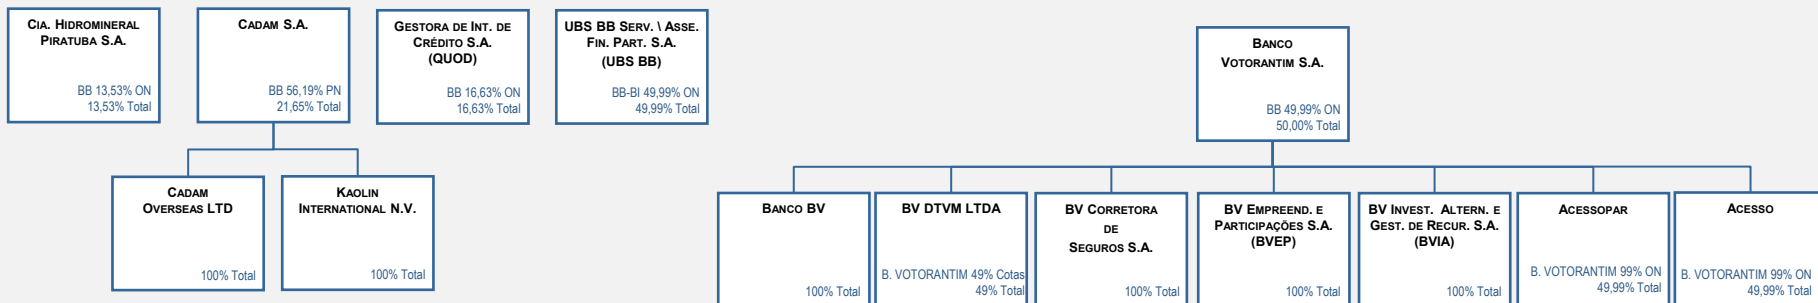 CIA. HIDROMINERAL
PIRATUBA S.A.
BB 13,53% ON
13,53% Total
CADAM S.A.
BB 56,19% PN
21,65% Total
GESTORA DE INT. DE
CRÉDITO S.A.
(QUOD)
BB 16,63% ON
16,63% Total
UBS BB SERV. \ ASSE.
FIN. PART. S.A.
(UBS BB)
BB-BI 49,99% ON
49,99% Total
BANCO
VOTORANTIM S.A.
BB 49,99% ON
50,00% Total
CADAM
OVERSEAS LTD
100% Total
KAOLIN
INTERNATIONAL N.V.
100% Total
BANCO BV
100% Total
BV DTVM LTDA
B. VOTORANTIM 49% Cotas
49% Total
BV CORRETORA
DE
SEGUROS S.A.
100% Total
BV EMPREEND. E
PARTICIPAÇÕES S.A.
(BVEP)
100% Total
BV INVEST. ALTERN. E
GEST. DE RECUR. S.A.
(BVIA)
100% Total
ACESSOPAR
B. VOTORANTIM 99% ON
49,99% Total
ACESSO
B. VOTORANTIM 99% ON
49,99% Total